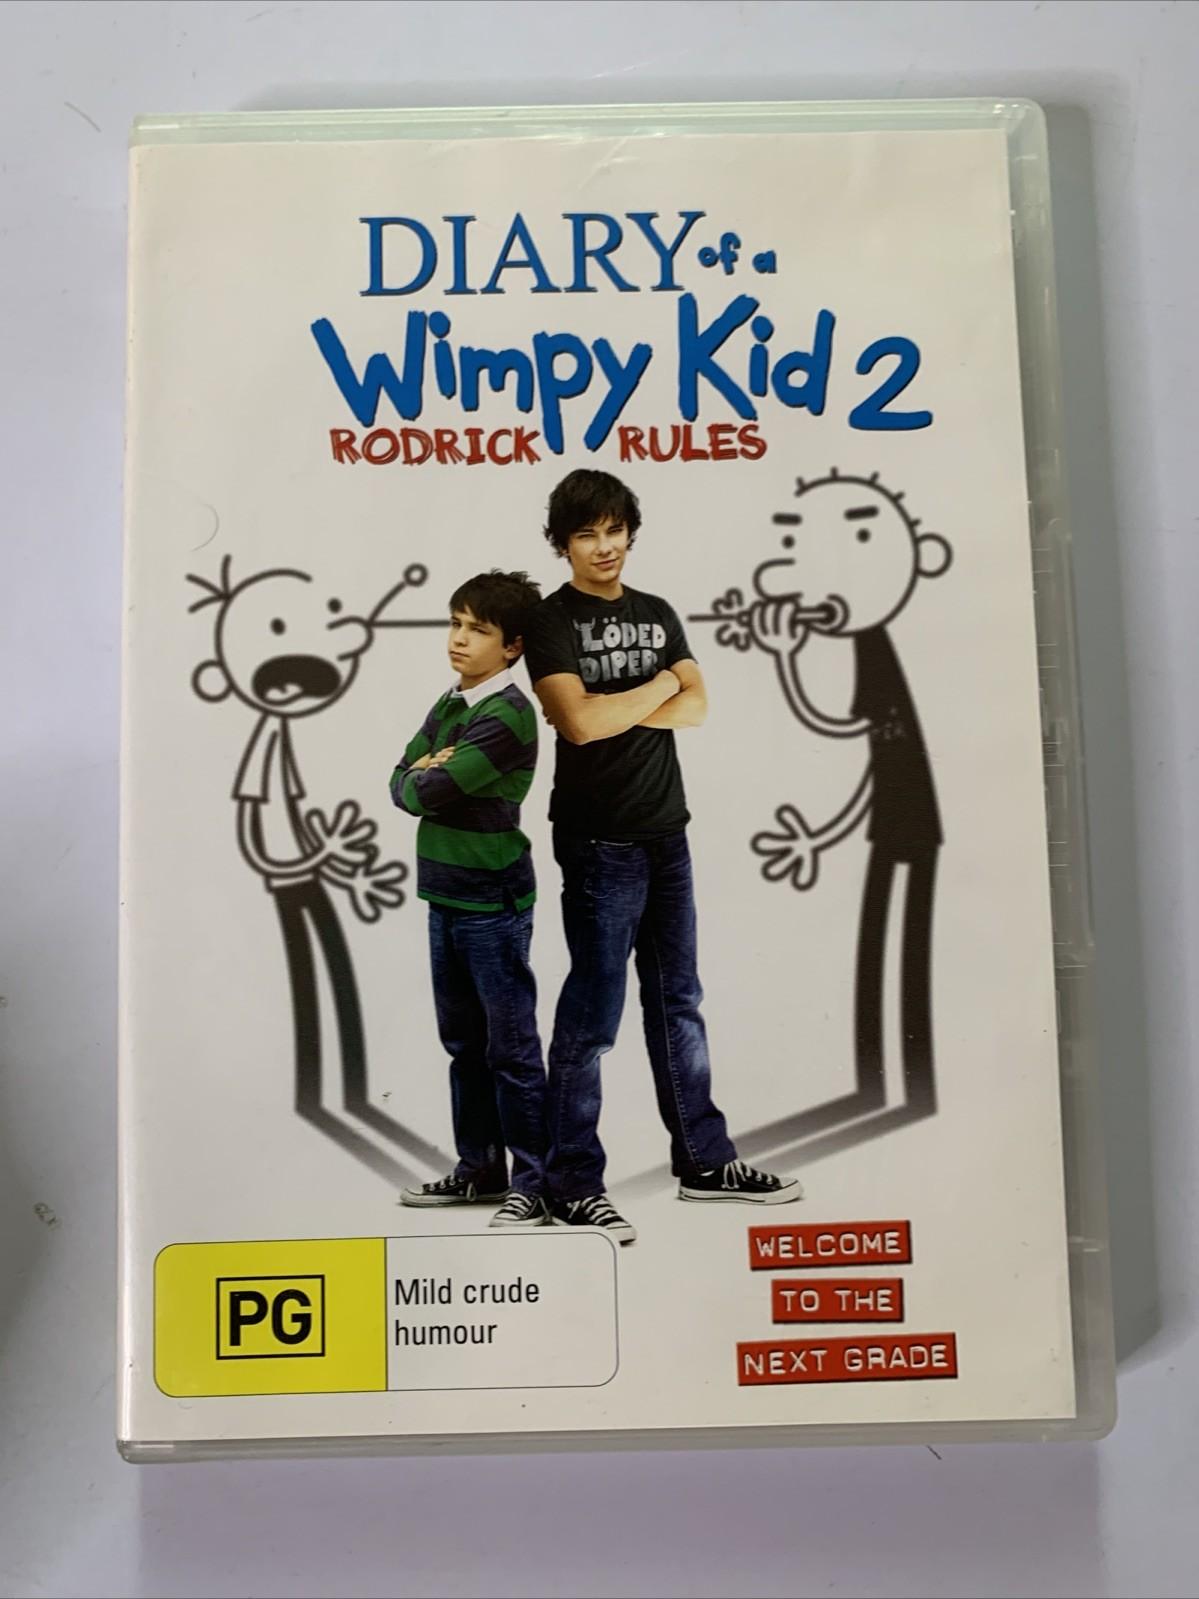 DIARY of a
Wimpy Kid 2
RODRICK RULES
LÖDED
DIPER
PG
Mild crude
humour
WELCOME
TO THE
NEXT GRADE